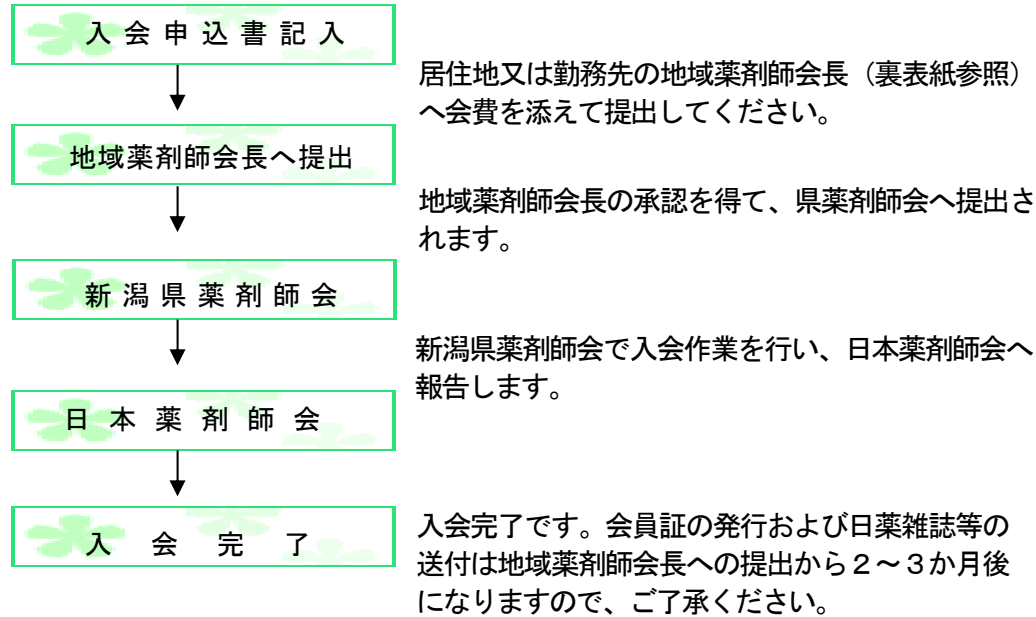 入会申込書記入
居住地又は勤務先の地域薬剤師会長（裏表紙参照）
へ会費を添えて提出してください。
地域薬剤師会長へ提出
地域薬剤師会長の承認を得て、県薬剤師会へ提出さ
れます。
新潟県薬剤師会
新潟県薬剤師会で入会作業を行い、日本薬剤師会へ
報告します。
日本薬剤師会
入会完了
入会完了です。会員証の発行および日薬雑誌等の
送付は地域薬剤師会長への提出から２～３か月後
になりますので、ご了承ください。